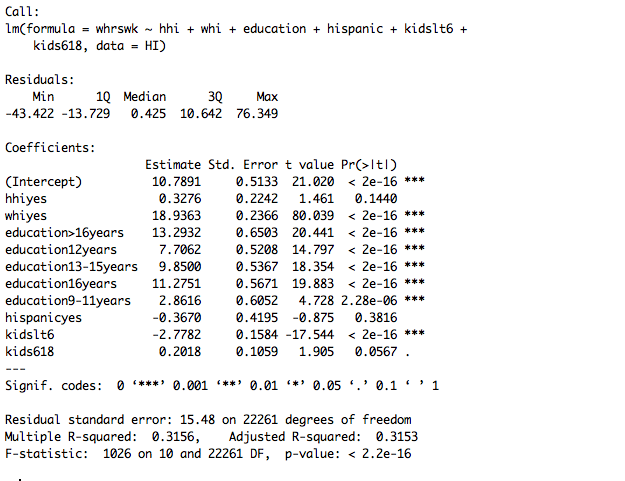 Call:
lm(formula = whrswk ~ hhi + whi + education + hispanic + kidslt6 +
    kids618, data = HI)

Residuals:
    Min      1Q  Median      3Q     Max
-43.422 -13.729   0.425  10.642  76.349

Coefficients:
                    Estimate Std. Error t value Pr(>|t|)
(Intercept)          10.7891     0.5133  21.020  < 2e-16 ***
hhiyes                0.3276     0.2242   1.461   0.1440
whiyes               18.9363     0.2366  80.039  < 2e-16 ***
education>16years    13.2932     0.6503  20.441  < 2e-16 ***
education12years      7.7062     0.5208  14.797  < 2e-16 ***
education13-15years   9.8500     0.5367  18.354  < 2e-16 ***
education16years     11.2751     0.5671  19.883  < 2e-16 ***
education9-11years    2.8616     0.6052   4.728 2.28e-06 ***
hispanicyes          -0.3670     0.4195  -0.875   0.3816
kidslt6              -2.7782     0.1584 -17.544  < 2e-16 ***
kids618               0.2018     0.1059   1.905   0.0567 .
---
Signif. codes:  0 ‘***’ 0.001 ‘**’ 0.01 ‘*’ 0.05 ‘.’ 0.1 ‘ ’ 1

Residual standard error: 15.48 on 22261 degrees of freedom
Multiple R-squared:  0.3156,    Adjusted R-squared:  0.3153
F-statistic:  1026 on 10 and 22261 DF,  p-value: < 2.2e-16
.